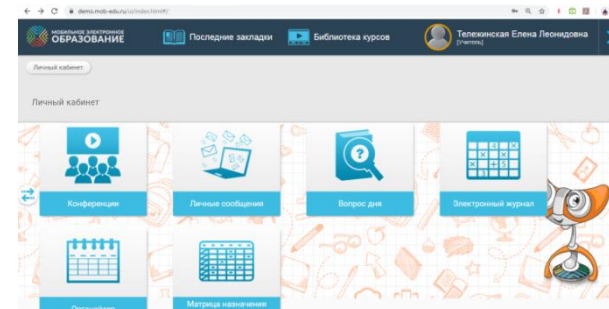 demo.mob-edu.ru/ui/index.html#/
МОБИЛЬНОЕ ЭЛЕКТРОННОЕ
ОБРАЗОВАНИЕ
Последние закладки
Библиотека курсов
Тележинская Елена Леонидовна
[Учитель]
Личный кабинет
Личный кабинет
Конференции
Личные сообщения
Вопрос дня
Электронный журнал
Органайзер
Матрица назначения